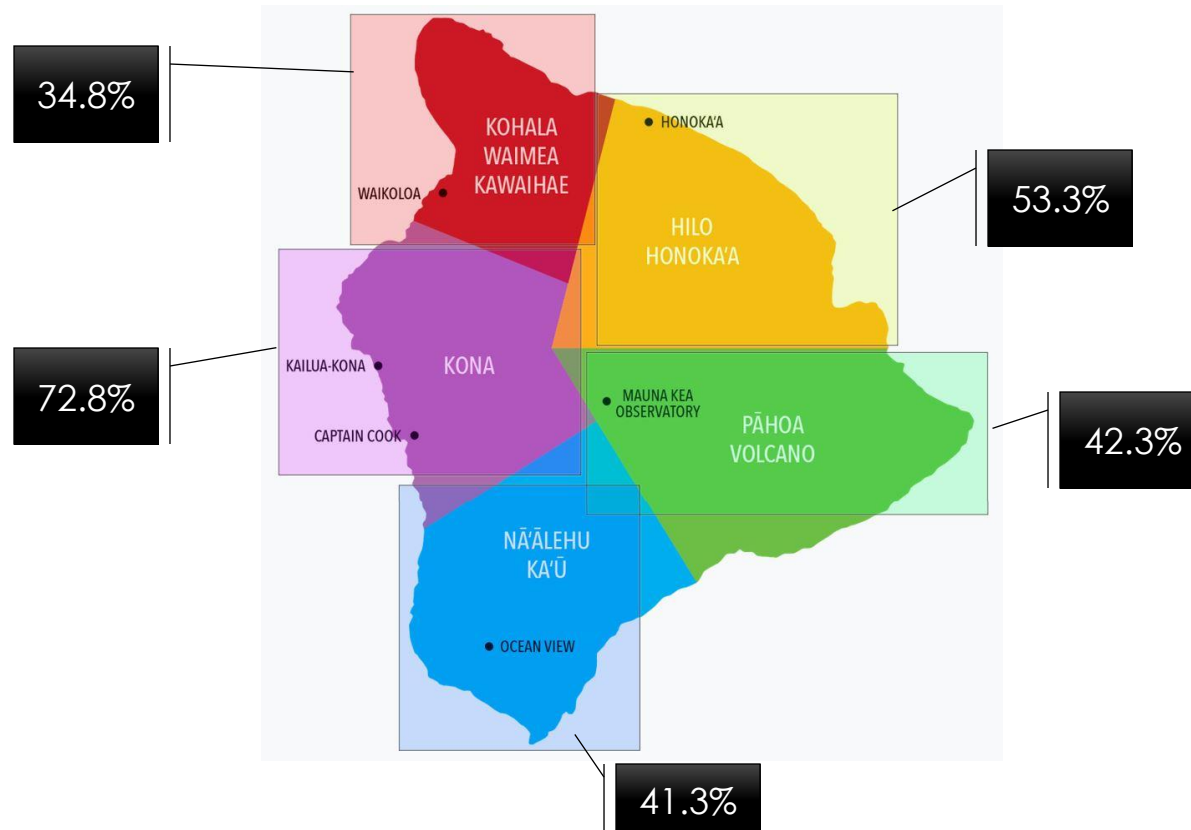 34.8%
KOHALA
WAIMEA
KAWAIHAE
WAIKOLOA
HONOKA‘A
HILO
HONOKA‘A
53.3%
72.8%
KAILUA-KONA
KONA
CAPTAIN COOK
MAUNA KEA
OBSERVATORY
PĀHOA
VOLCANO
42.3%
NĀ‘ĀLEHU
KA‘Ū
OCEAN VIEW
41.3%